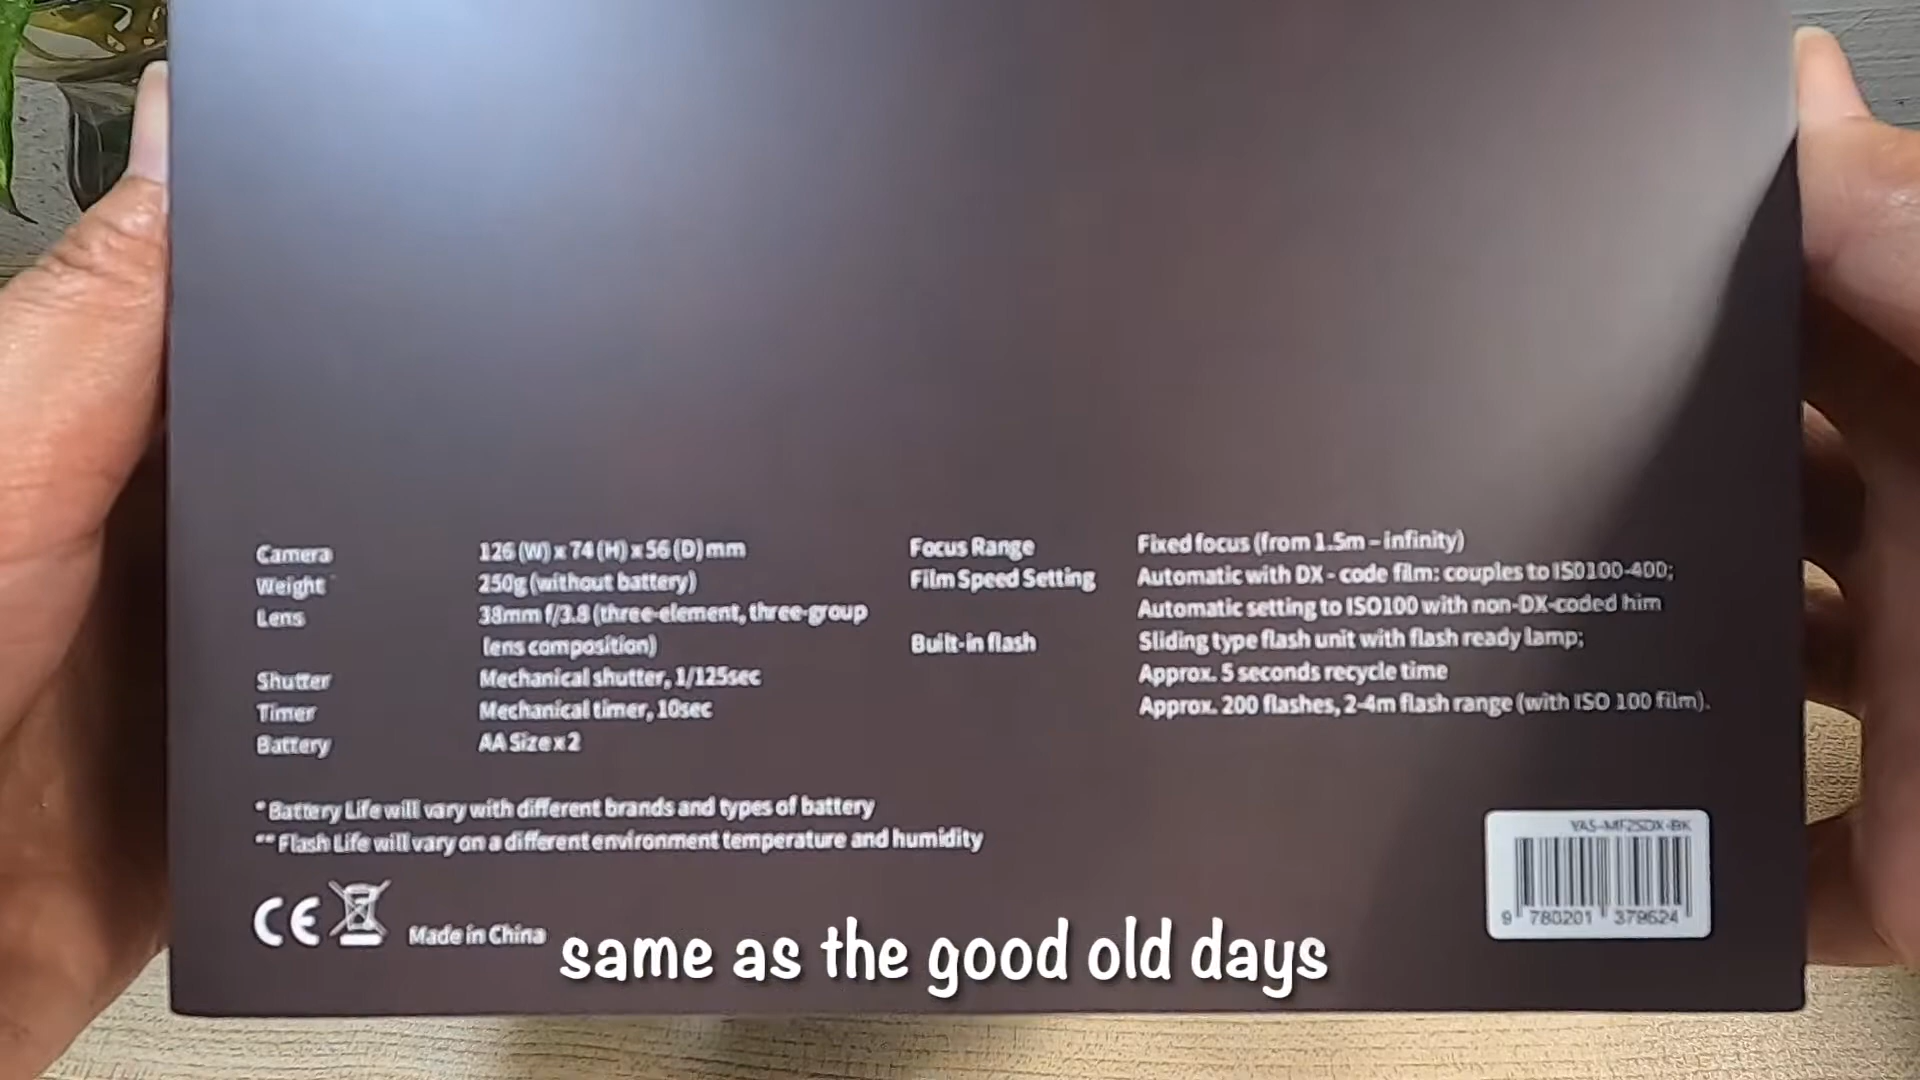 Camera 126 (W) x 74 (H) x 56 (D) mm
Weight 250g (without battery)
Lens 38mm f/3.8 (three-element, three-group
lens composition)
Shutter Mechanical shutter, 1/125sec
Timer Mechanical timer, 10sec
Battery AA Size x 2
Focus Range Fixed focus (from 1.5m - infinity)
Film Speed Setting Automatic with DX - code film: couples to ISO100-400;
Automatic setting to ISO100 with non-DX-coded him
Built-in flash Sliding type flash unit with flash ready lamp;
Approx. 5 seconds recycle time
Approx. 200 flashes, 2-4m flash range (with ISO 100 film).
* Battery Life will vary with different brands and types of battery
** Flash Life will vary on a different environment temperature and humidity
CE Made in China
YAS-MF2SDX-BK
9 780201 379624
same as the good old days